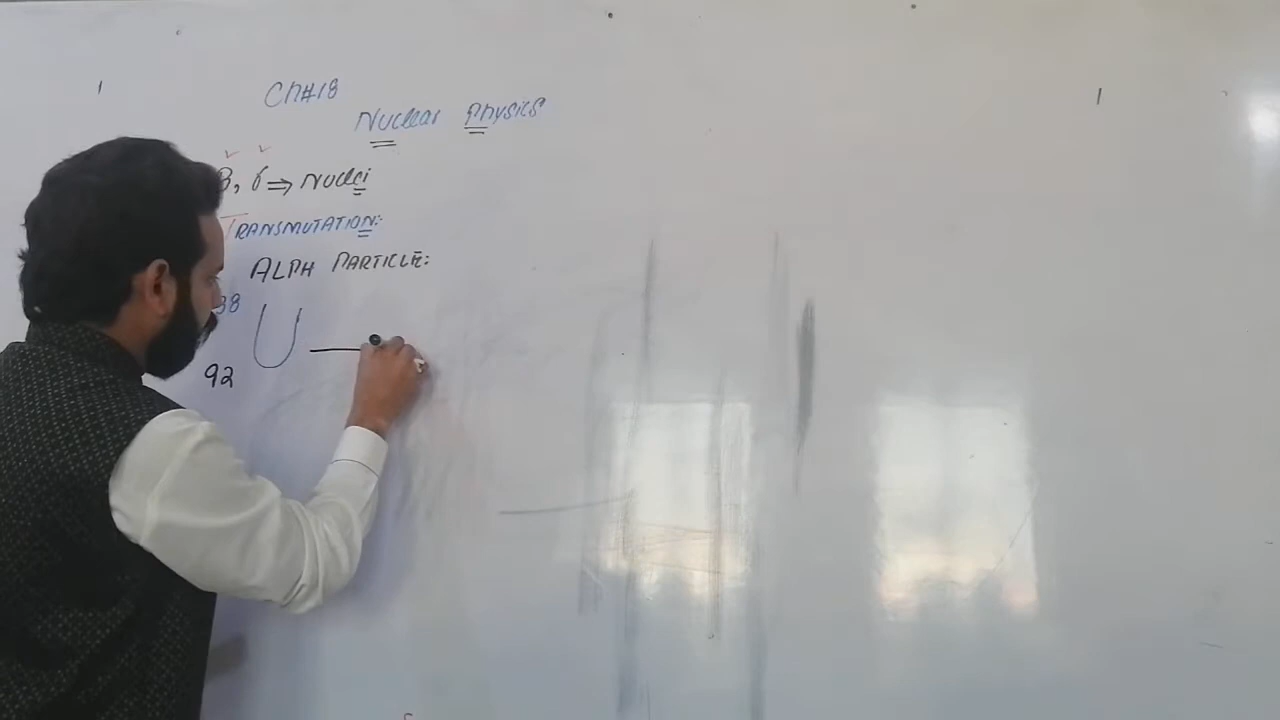 CH#18
Nuclear Physics
β, γ ⇒ Nuclei
TRANSMUTATION:
ALPH PARTICLE:
38
U
92